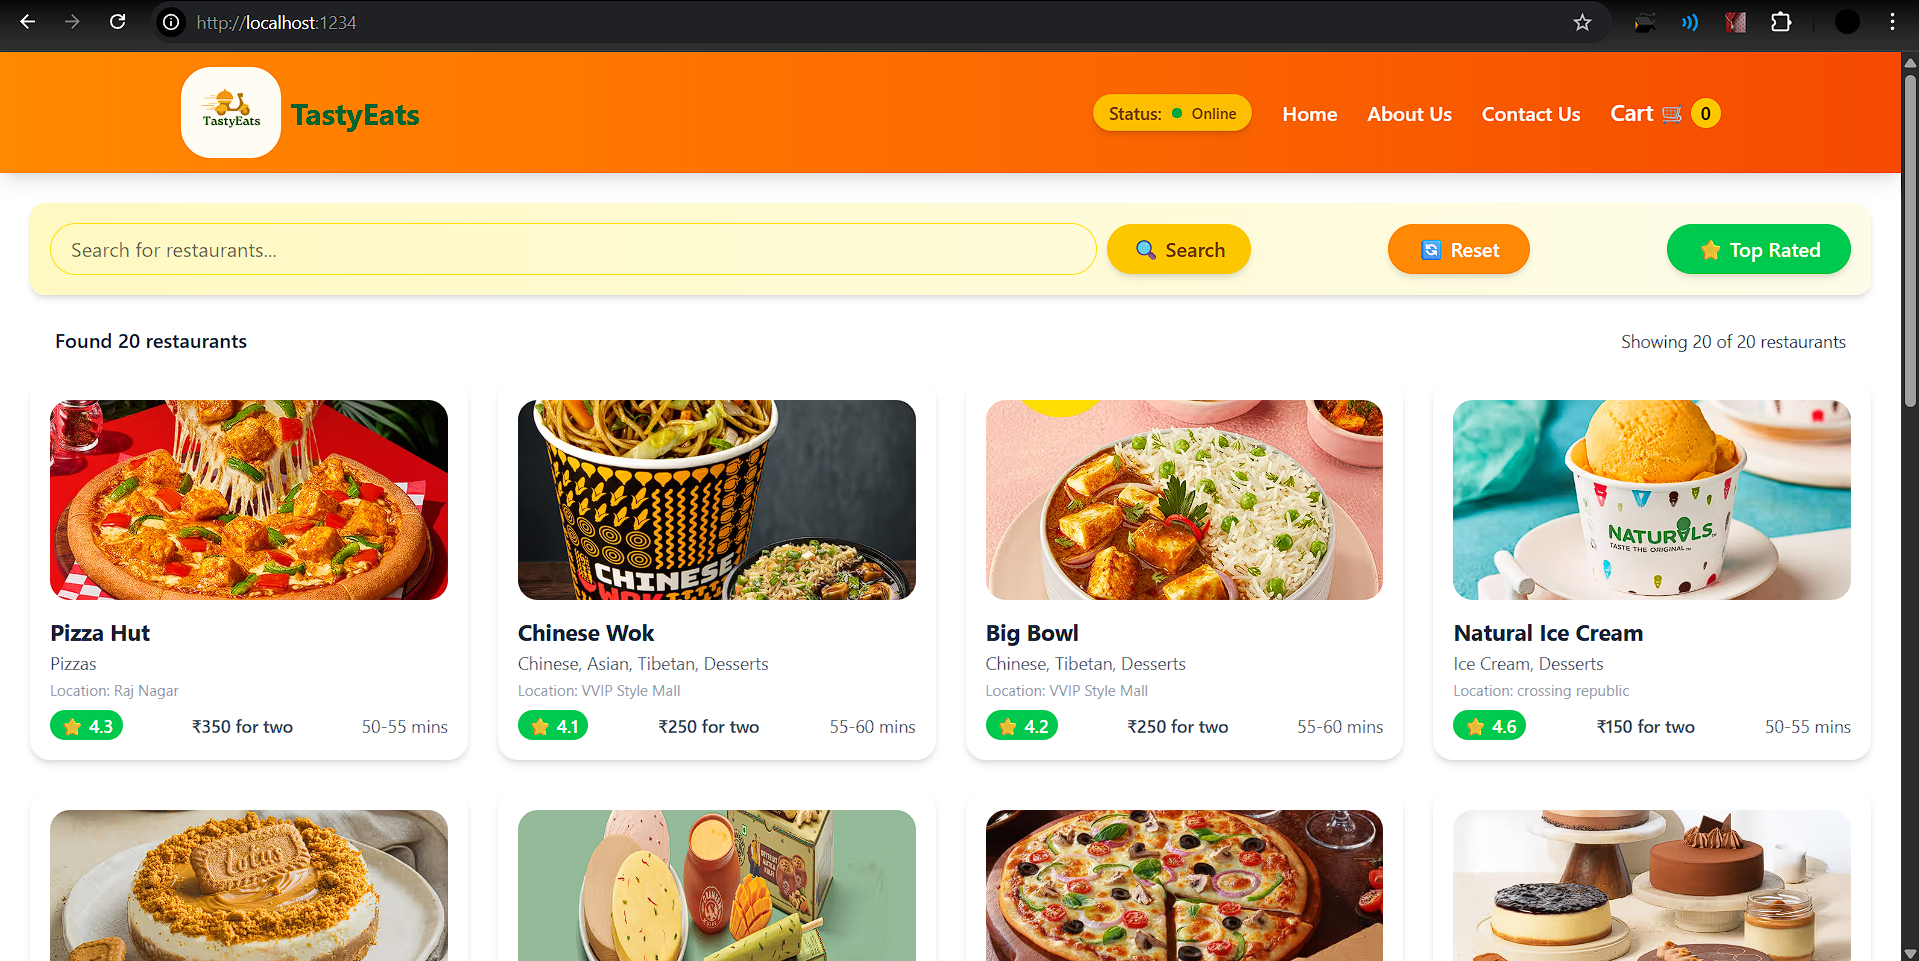 http://localhost:1234
TastyEats
TastyEats
Status: Online
Home
About Us
Contact Us
Cart 🛒 0
Search for restaurants...
🔍 Search
🔄 Reset
⭐ Top Rated
Found 20 restaurants
Showing 20 of 20 restaurants
CHINESE
WOK
NATURALS
TASTE THE ORIGINAL
Pizza Hut
Pizzas
Location: Raj Nagar
⭐ 4.3 ₹350 for two 50-55 mins
Chinese Wok
Chinese, Asian, Tibetan, Desserts
Location: VVIP Style Mall
⭐ 4.1 ₹250 for two 55-60 mins
Big Bowl
Chinese, Tibetan, Desserts
Location: VVIP Style Mall
⭐ 4.2 ₹250 for two 55-60 mins
Natural Ice Cream
Ice Cream, Desserts
Location: crossing republic
⭐ 4.6 ₹150 for two 50-55 mins
Lotus